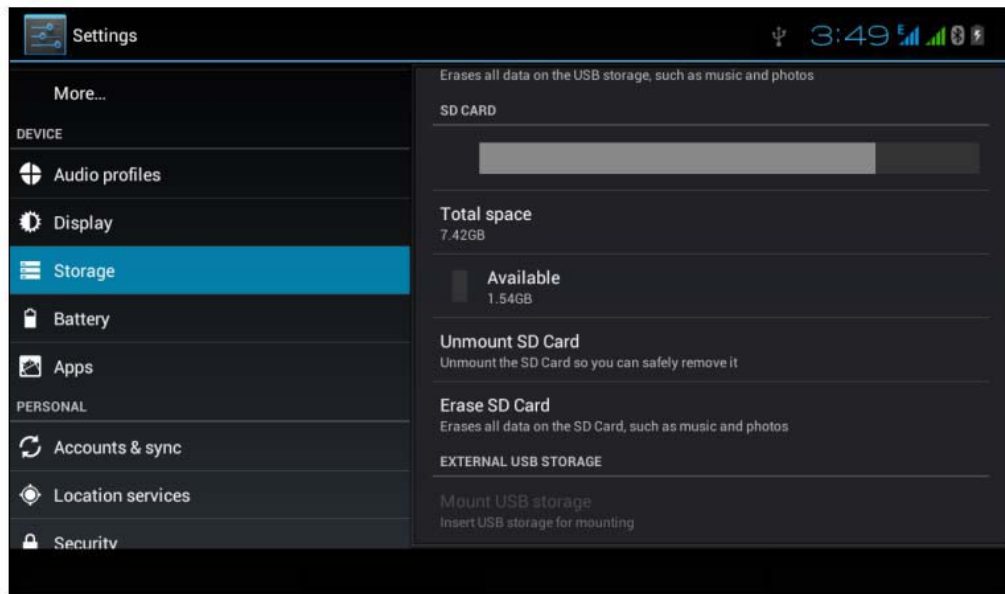 Settings
3:49
E
More...
DEVICE
Audio profiles
Display
Storage
Battery
Apps
PERSONAL
Accounts & sync
Location services
Security
Erases all data on the USB storage, such as music and photos
SD CARD
Total space
7.42GB
Available
1.54GB
Unmount SD Card
Unmount the SD Card so you can safely remove it
Erase SD Card
Erases all data on the SD Card, such as music and photos
EXTERNAL USB STORAGE
Mount USB storage
Insert USB storage for mounting